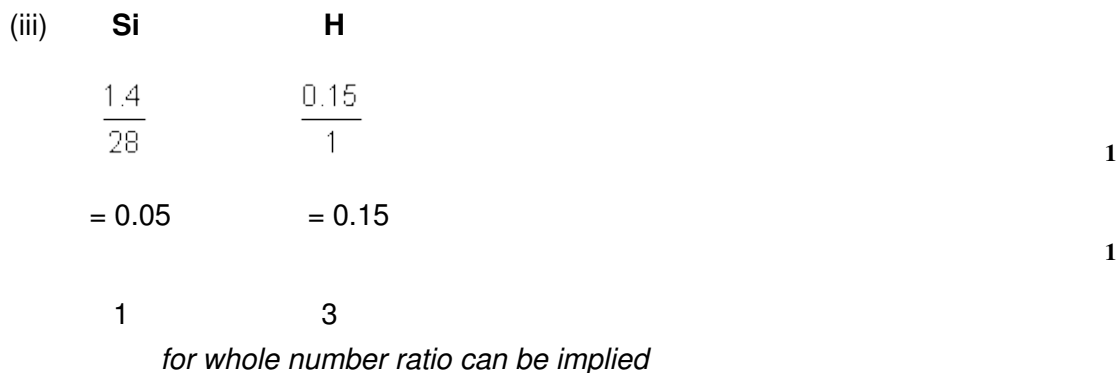 (iii) Si H
1.4 0.15
28 1
1
= 0.05 = 0.15
1
1 3
for whole number ratio can be implied